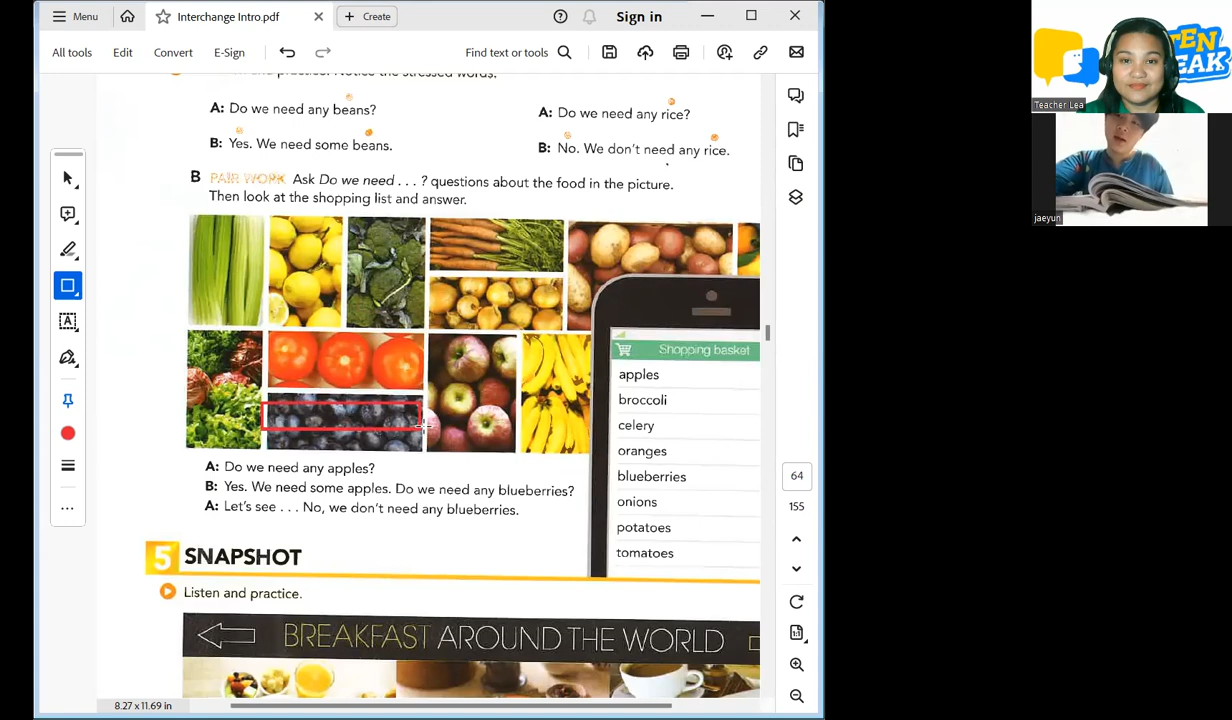 Menu
Interchange Intro.pdf
Create
Sign in
All tools
Edit
Convert
E-Sign
Find text or tools
practice. Notice the stressed words.
A: Do we need any beans?
B: Yes. We need some beans.
A: Do we need any rice?
B: No. We don't need any rice.
B PAIR WORK Ask Do we need . . . ? questions about the food in the picture.
Then look at the shopping list and answer.
Shopping basket
apples
broccoli
celery
oranges
blueberries
onions
potatoes
tomatoes
A: Do we need any apples?
B: Yes. We need some apples. Do we need any blueberries?
A: Let's see . . . No, we don't need any blueberries.
5 SNAPSHOT
Listen and practice.
BREAKFAST AROUND THE WORLD
8.27 x 11.69 in
64
155
Teacher Lea
jaeyun